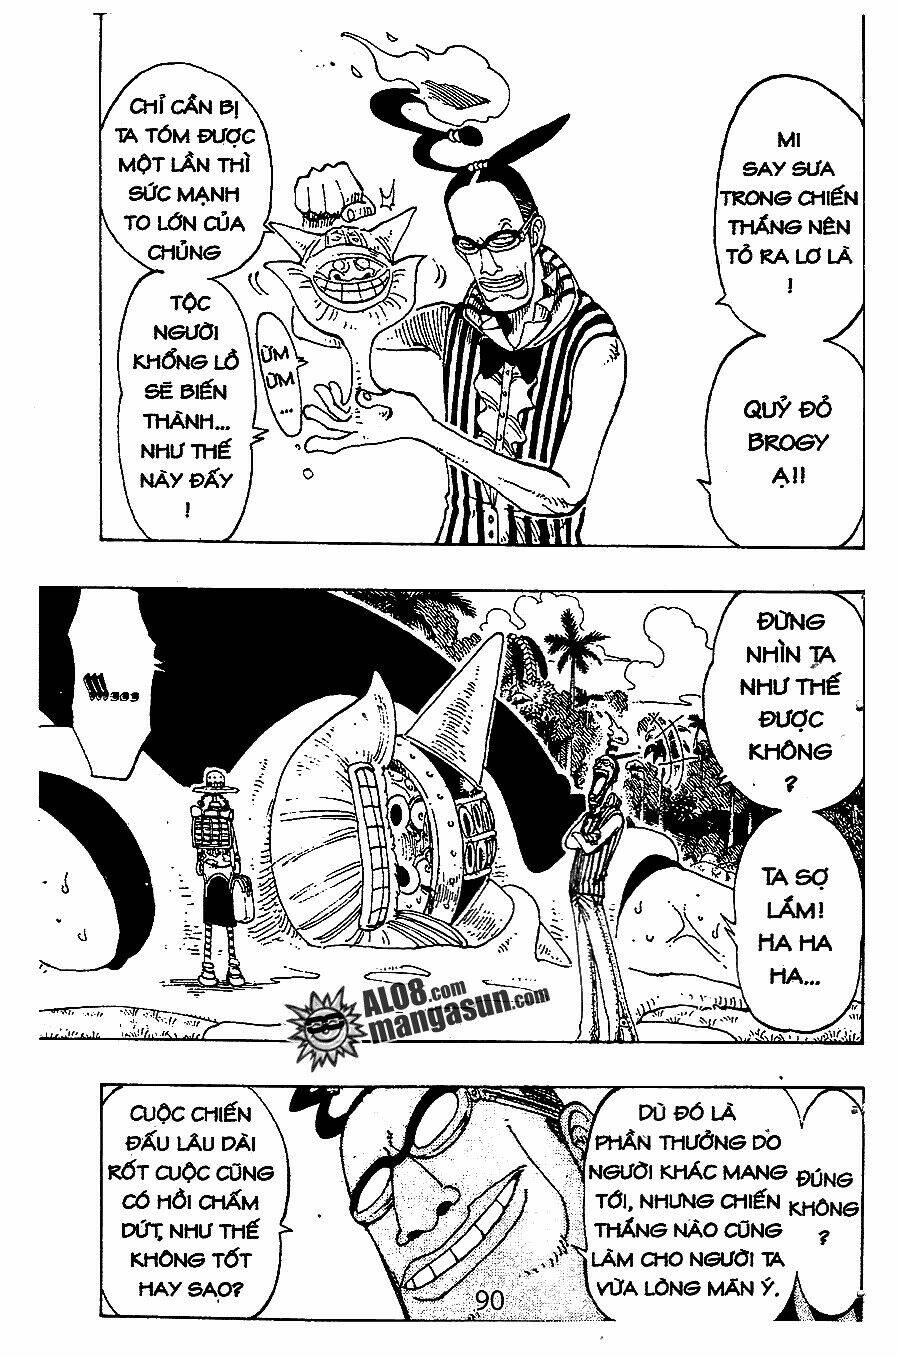 MI
SAY SƯA
TRONG CHIẾN
THẮNG NÊN
TỎ RA LƠ LÀ
!
QUỶ ĐỎ
BROGY
Ạ!!
CHỈ CẦN BỊ
TA TÓM ĐƯỢC
MỘT LẦN THÌ
SỨC MẠNH
TO LỚN CỦA
CHÚNG
TỘC
NGƯỜI
KHỔNG LỒ
SẼ BIẾN
THÀNH...
NHƯ THẾ
NÀY ĐẤY
!
ỪM
ỪM
...
ĐỪNG
NHÌN TA
NHƯ THẾ
ĐƯỢC
KHÔNG
?
TA SỢ
LẮM!
HA HA
HA...
!!!...
AL08.com
mangasun.com
ĐÚNG
KHÔNG
?
DÙ ĐÓ LÀ
PHẦN THƯỞNG DO
NGƯỜI KHÁC MANG
TỚI, NHƯNG CHIẾN
THẮNG NÀO CŨNG
LÀM CHO NGƯỜI TA
VỪA LÒNG MÃN Ý.
CUỘC CHIẾN
ĐẤU LÂU DÀI
RỐT CUỘC CŨNG
CÓ HỒI CHẤM
DỨT, NHƯ THẾ
KHÔNG TỐT
HAY SAO?
90